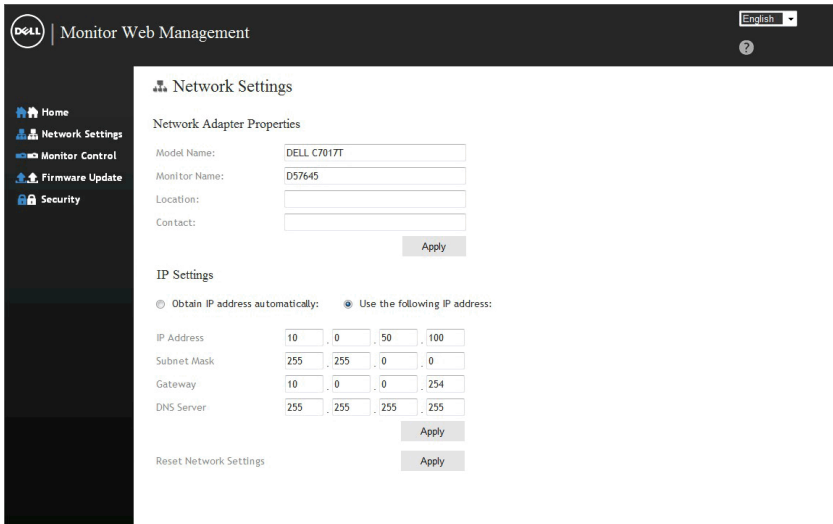 DELL | Monitor Web Management
English
?
Home
Network Settings
Monitor Control
Firmware Update
Security
Network Settings
Network Adapter Properties
Model Name: DELL C7017T
Monitor Name: D57645
Location:
Contact:
Apply
IP Settings
Obtain IP address automatically: Use the following IP address:
IP Address 10 . 0 . 50 . 100
Subnet Mask 255 . 255 . 0 . 0
Gateway 10 . 0 . 0 . 254
DNS Server 255 . 255 . 255 . 255
Apply
Reset Network Settings Apply